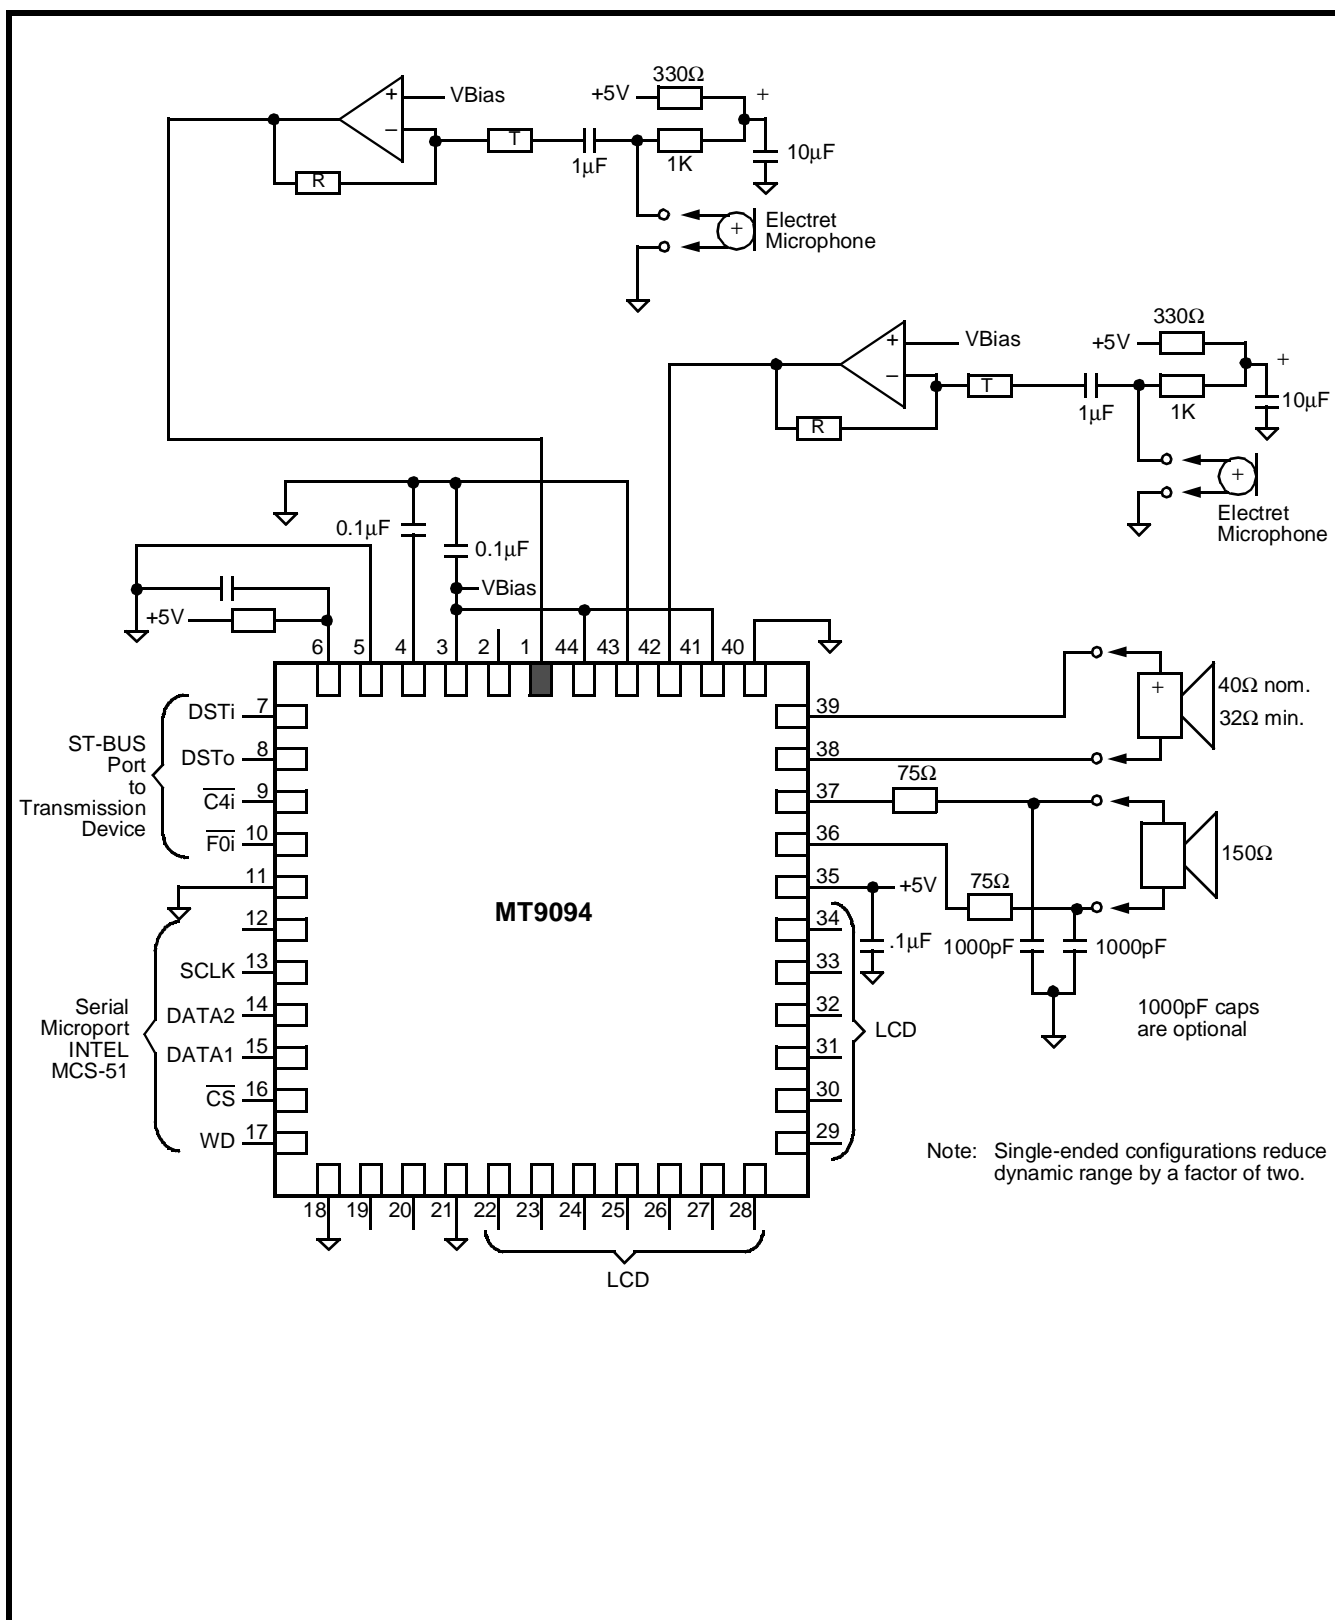 330Ω
+5V
+
VBias
+
−
T
1µF
1K
10µF
R
+
Electret
Microphone
330Ω
+5V
+
VBias
+
−
T
1µF
1K
10µF
R
+
Electret
Microphone
0.1µF
0.1µF
VBias
+5V
6 5 4 3 2 1 44 43 42 41 40
ST-BUS
Port
to
Transmission
Device
DSTi 7
DSTo 8
C4i 9
F0i 10
11
12
SCLK 13
DATA2 14
DATA1 15
CS 16
WD 17
Serial
Microport
INTEL
MCS-51
MT9094
39
38
37
36
35
34
33
32
31
30
29
+
40Ω nom.
32Ω min.
75Ω
150Ω
75Ω
+5V
.1µF
1000pF
1000pF
1000pF caps
are optional
LCD
Note: Single-ended configurations reduce
dynamic range by a factor of two.
18 19 20 21 22 23 24 25 26 27 28
LCD